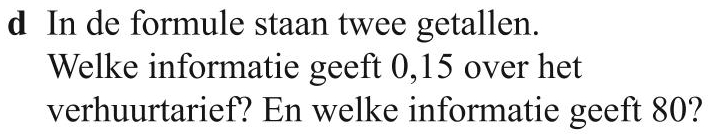 d In de formule staan twee getallen.
Welke informatie geeft 0,15 over het
verhuurtarief? En welke informatie geeft 80?